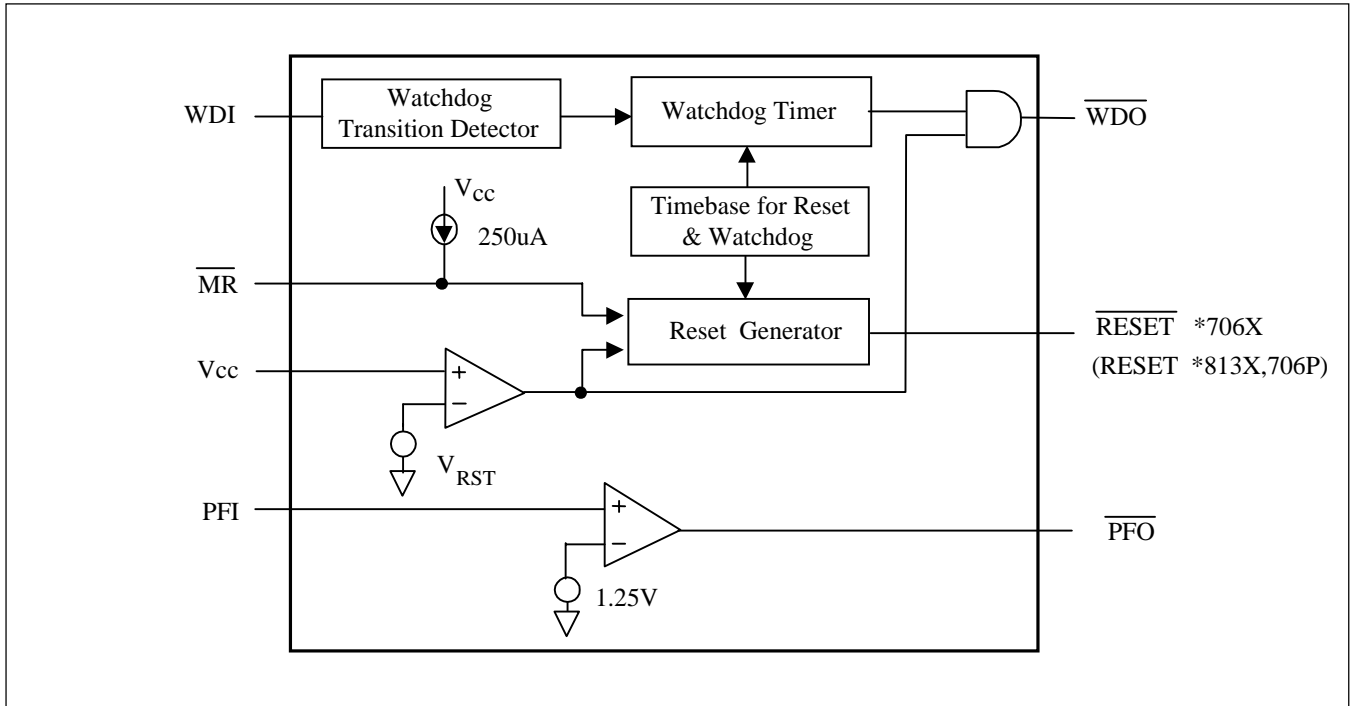 WDI
Watchdog
Transition Detector
Watchdog Timer
WDO
Vcc
250uA
Timebase for Reset
& Watchdog
MR
Reset Generator
RESET *706X
(RESET *813X,706P)
Vcc
+
−
VRST
PFI
+
−
PFO
1.25V